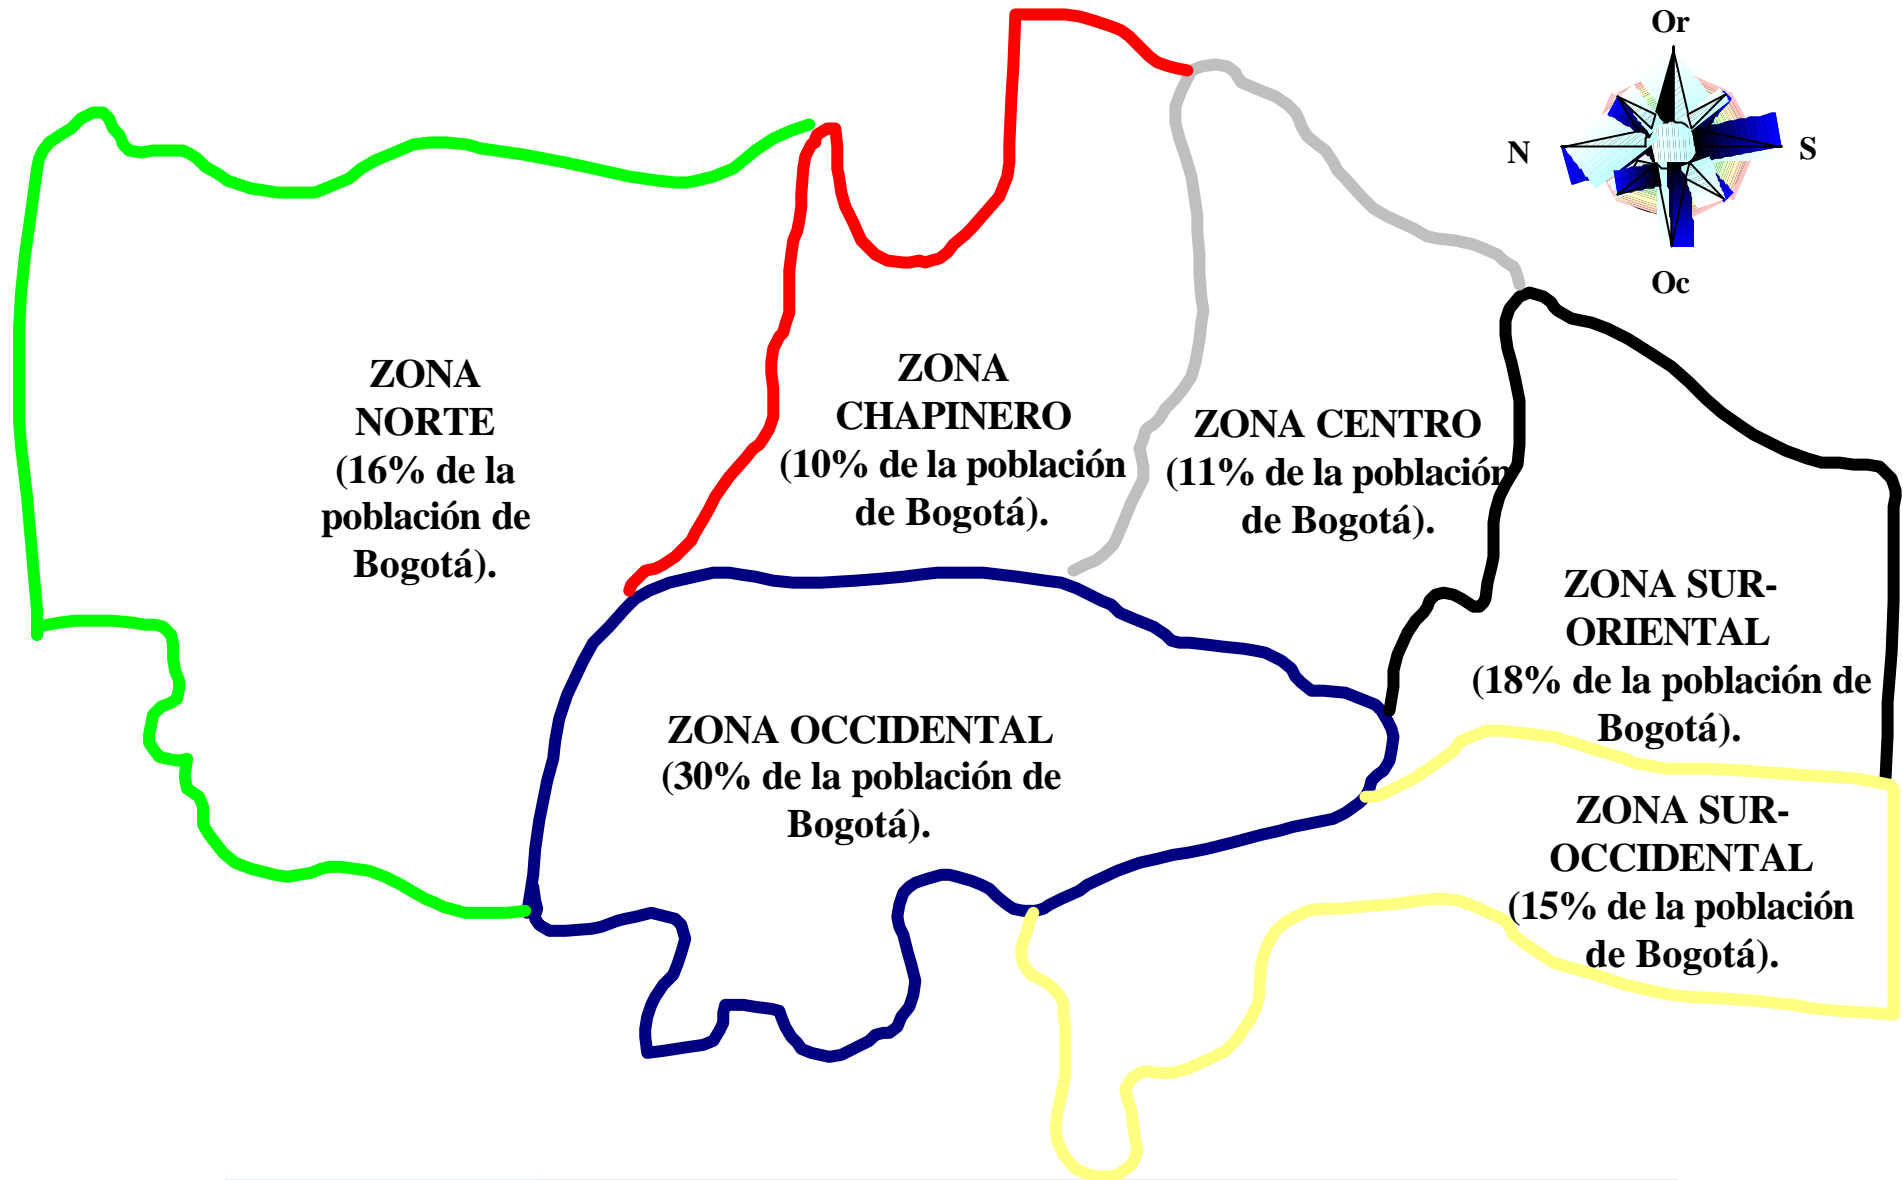 Or
N
S
Oc
ZONA
NORTE
(16% de la
población de
Bogotá).
ZONA
CHAPINERO
(10% de la población
de Bogotá).
ZONA CENTRO
(11% de la población
de Bogotá).
ZONA SUR-
ORIENTAL
(18% de la población de
Bogotá).
ZONA OCCIDENTAL
(30% de la población de
Bogotá).
ZONA SUR-
OCCIDENTAL
(15% de la población
de Bogotá).